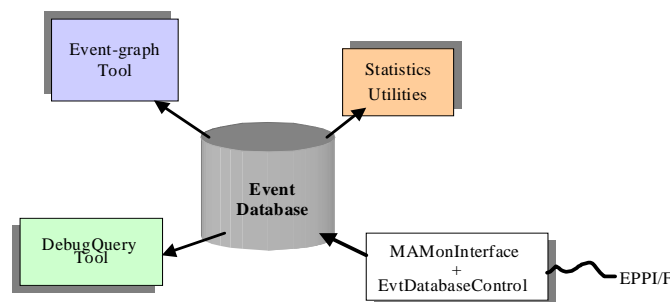 Event-graph
Tool
Statistics
Utilities
Event
Database
DebugQuery
Tool
MAMonInterface
+
EvtDatabaseControl
EPPI/F